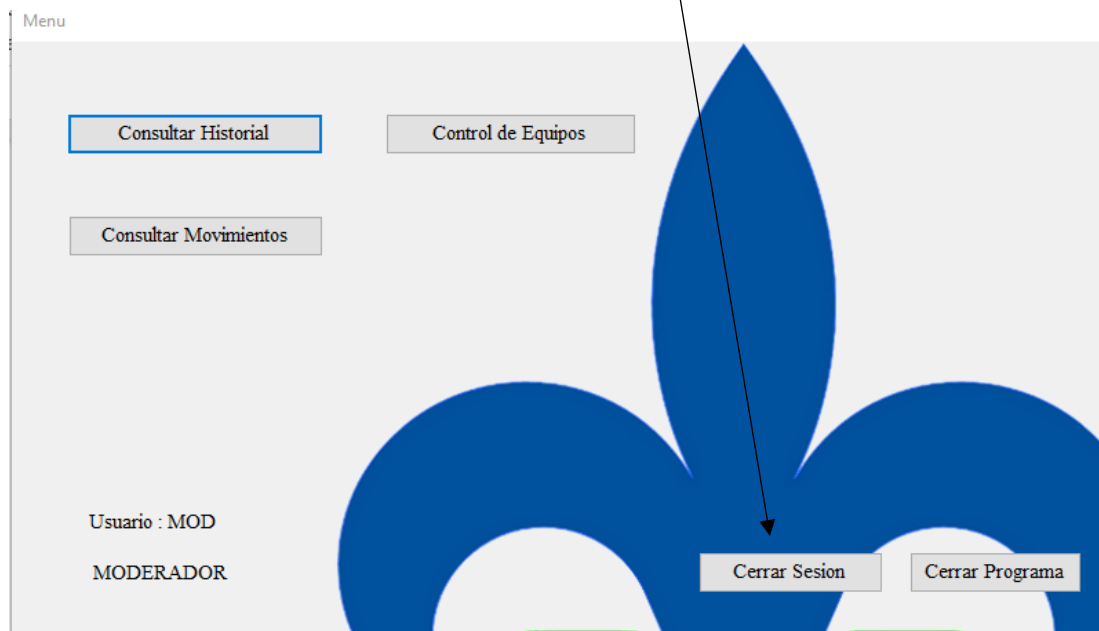 Menu
Consultar Historial
Control de Equipos
Consultar Movimientos
Usuario : MOD
MODERADOR
Cerrar Sesion
Cerrar Programa